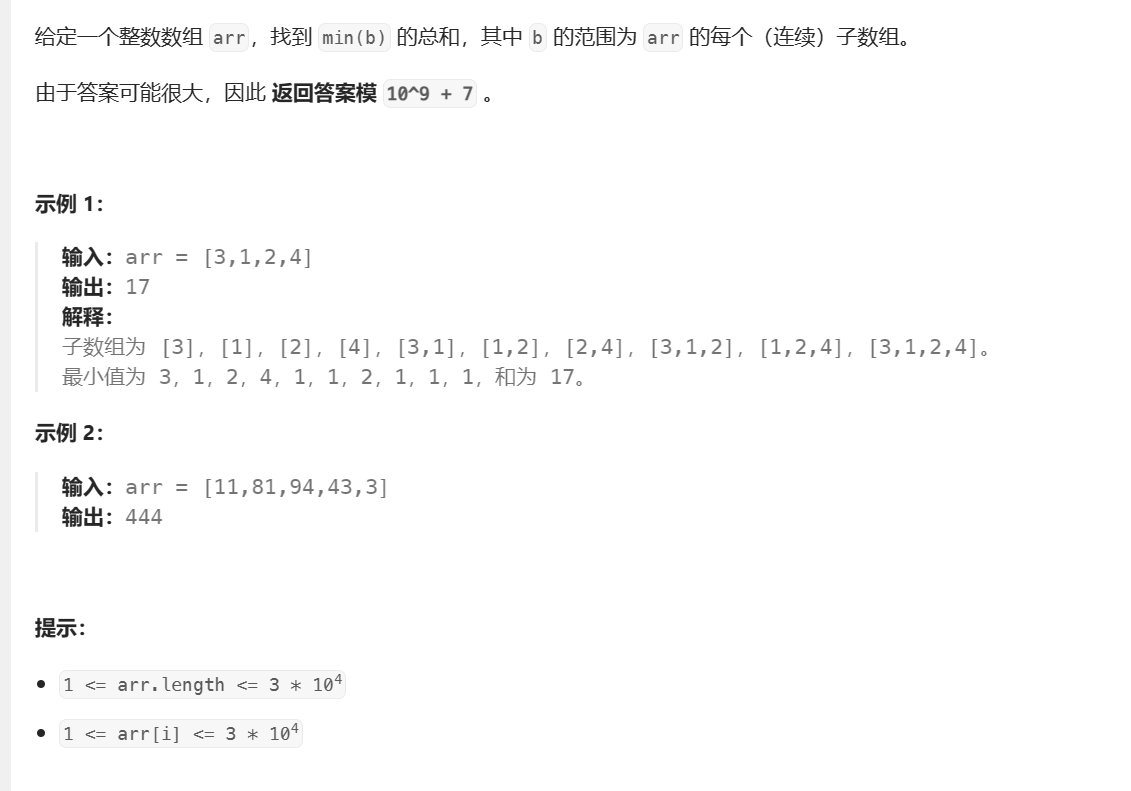 给定一个整数数组 arr，找到 min(b) 的总和，其中 b 的范围为 arr 的每个（连续）子数组。
由于答案可能很大，因此 返回答案模 10^9 + 7 。
示例 1：
输入：arr = [3,1,2,4]
输出：17
解释：
子数组为 [3]，[1]，[2]，[4]，[3,1]，[1,2]，[2,4]，[3,1,2]，[1,2,4]，[3,1,2,4]。
最小值为 3，1，2，4，1，1，2，1，1，1，和为 17。
示例 2：
输入：arr = [11,81,94,43,3]
输出：444
提示：
• 1 <= arr.length <= 3 * 10⁴
• 1 <= arr[i] <= 3 * 10⁴